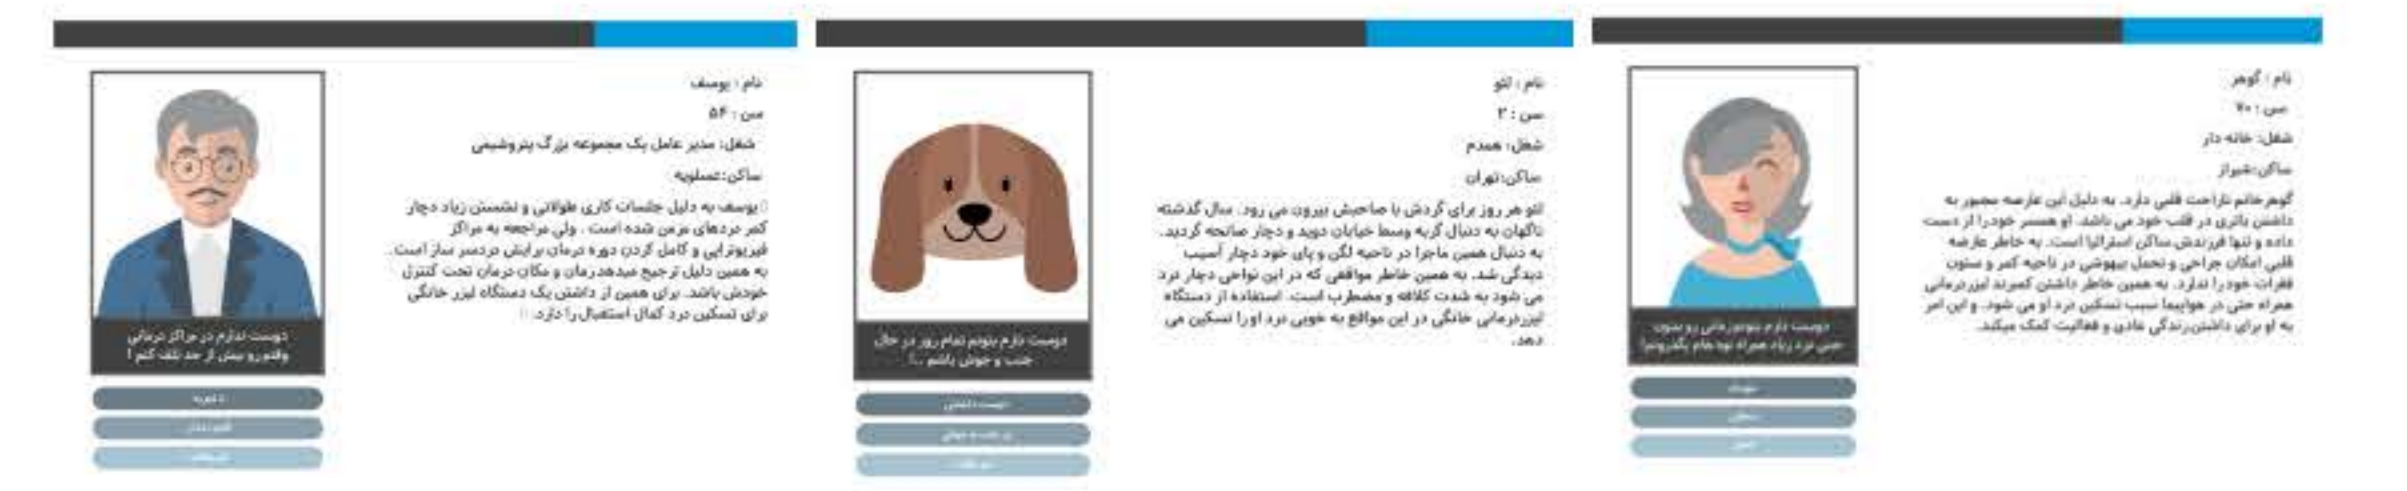 نام : گوهر
سن : ۷۰
شغل: خانه دار
ساکن:شیراز
گوهر خانم ناراحت قلبی دارد. به دلیل این عارضه مجبور به
داشتن باتری در قلب خود می باشد. او همسر خود را از دست
داده و تنها فرزندش ساکن استرالیا است. به خاطر عارضه
قلبی امکان جراحی و تحمل بیهوشی در ناحیه کمر و ستون
فقرات خود را ندارد. به همین خاطر داشتن کمربند لیزر درمانی
همراه حتی در هواپیما سبب تسکین درد او می شود. و این امر
به او برای داشتن زندگی عادی و فعالیت کمک میکند.
دوست دارم بتونم زمانی رو بدون
حتی درد زیاد همراه نوه هام بگذرونم!
نام : لئو
سن : ۲
شغل: همدم
ساکن:تهران
لئو هر روز برای گردش با صاحبش بیرون می رود. سال گذشته
ناگهان به دنبال گربه وسط خیابان دوید و دچار سانحه گردید.
به دنبال همین ماجرا در ناحیه لگن و پای خود دچار آسیب
دیدگی شد. به همین خاطر مواقعی که در این نواحی دچار درد
می شود به شدت کلافه و مضطرب است. استفاده از دستگاه
لیزردرمانی خانگی در این مواقع به خوبی درد او را تسکین می
دهد.
دوست دارم بتونم تمام روز در حال
جنب و جوش باشم ..!
دوست داشتنی
نام : یوسف
سن : ۵۴
شغل: مدیر عامل یک مجموعه بزرگ پتروشیمی
ساکن:عسلویه
یوسف به دلیل جلسات کاری طولانی و نشستن زیاد دچار
کمر دردهای مزمن شده است . ولی مراجعه به مراکز
فیزیوتراپی و کامل کردن دوره درمان برایش دردسر ساز است.
به همین دلیل ترجیح میدهد زمان و مکان درمان تحت کنترل
خودش باشد. برای همین از داشتن یک دستگاه لیزر خانگی
برای تسکین درد کمال استقبال را دارد.
دوست ندارم در مراکز درمانی
وقتم رو بیش از حد تلف کنم !